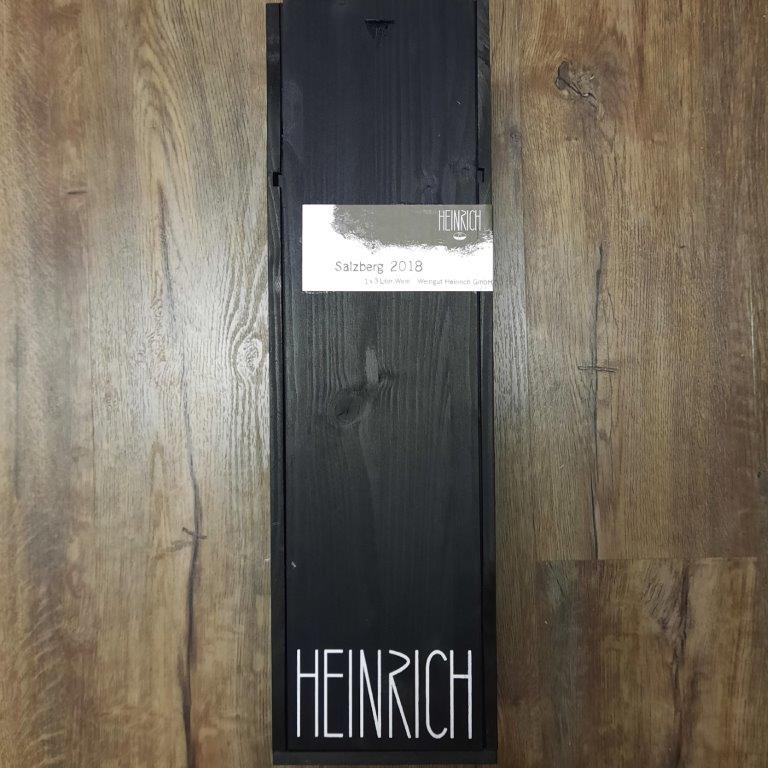 HEINRICH
Salzberg 2018
1 x 3 Liter Wein Weingut Heinrich GmbH
HEINRICH